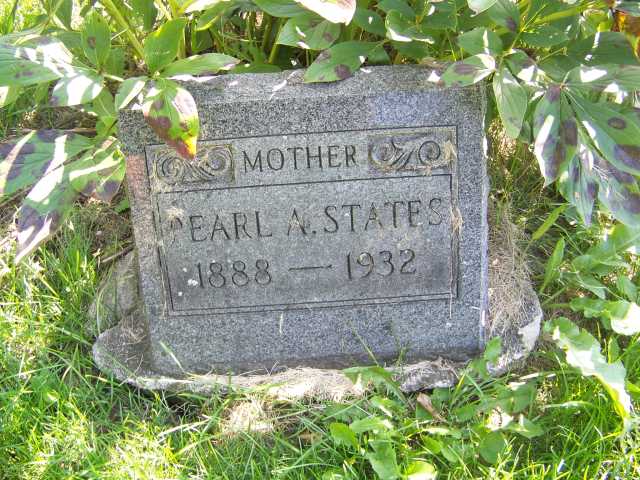 MOTHER
PEARL A. STATES
1888 — 1932